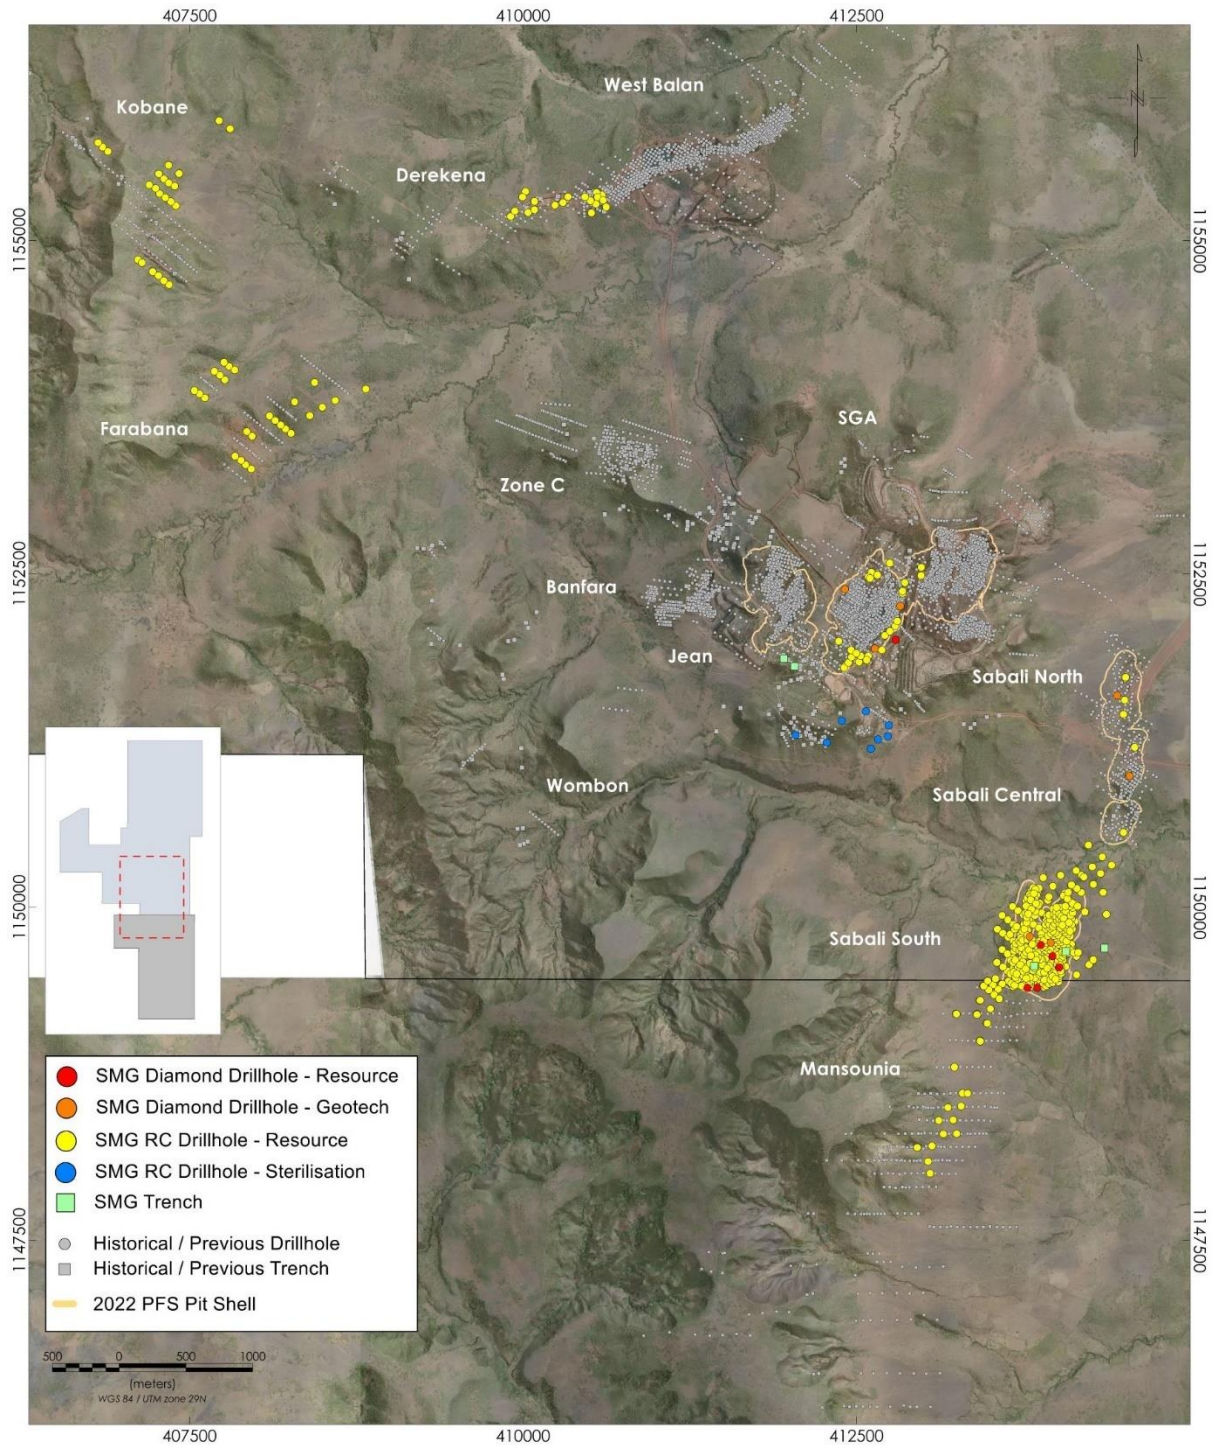 407500
410000
412500
West Balan
Kobane
Derekena
1155000
1155000
SGA
Farabana
Zone C
1152500
1152500
Banfara
Jean
Sabali North
Wombon
Sabali Central
1150000
1150000
Sabali South
Mansounia
SMG Diamond Drillhole - Resource
SMG Diamond Drillhole - Geotech
SMG RC Drillhole - Resource
SMG RC Drillhole - Sterilisation
SMG Trench
Historical / Previous Drillhole
Historical / Previous Trench
2022 PFS Pit Shell
1147500
1147500
500 0 500 1000
(meters)
WGS 84 / UTM zone 29N
407500
410000
412500
N